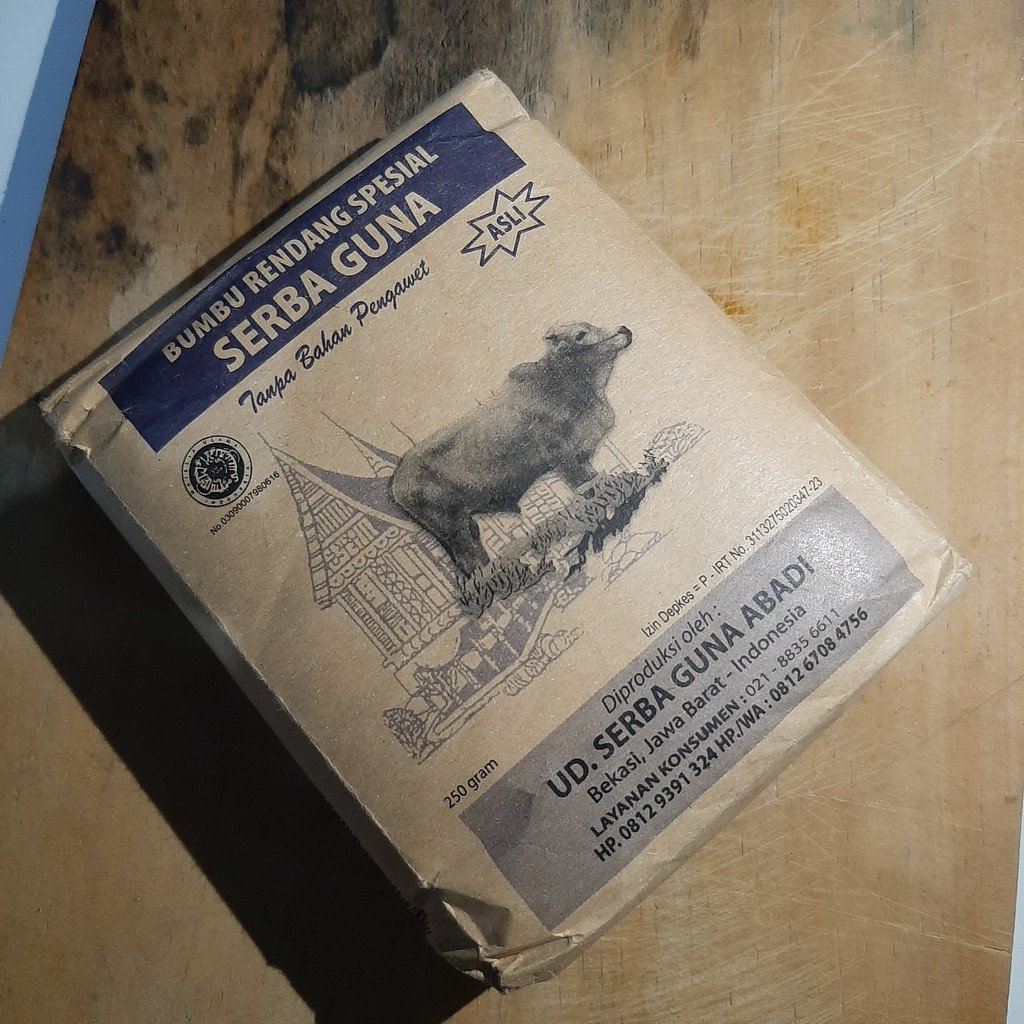 BUMBU RENDANG SPESIAL
SERBA GUNA
Tanpa Bahan Pengawet
ASLI
No.03090007980616
Izin Depkes = P - IRT No. 3113275020347-23
250 gram
Diproduksi oleh :
UD. SERBA GUNA ABADI
Bekasi, Jawa Barat - Indonesia
LAYANAN KONSUMEN : 021 - 8835 6611
HP. 0812 9391 324 HP./WA : 0812 6708 4756